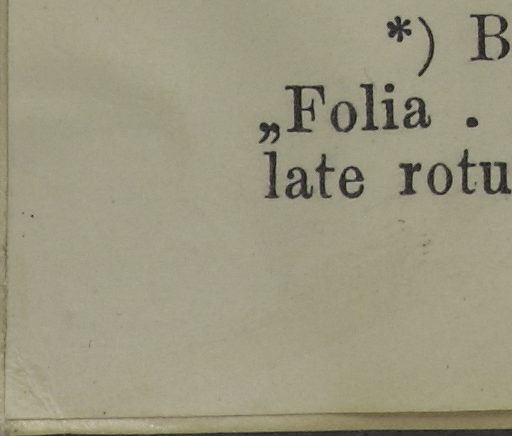 *) B
„Folia .
late rotu